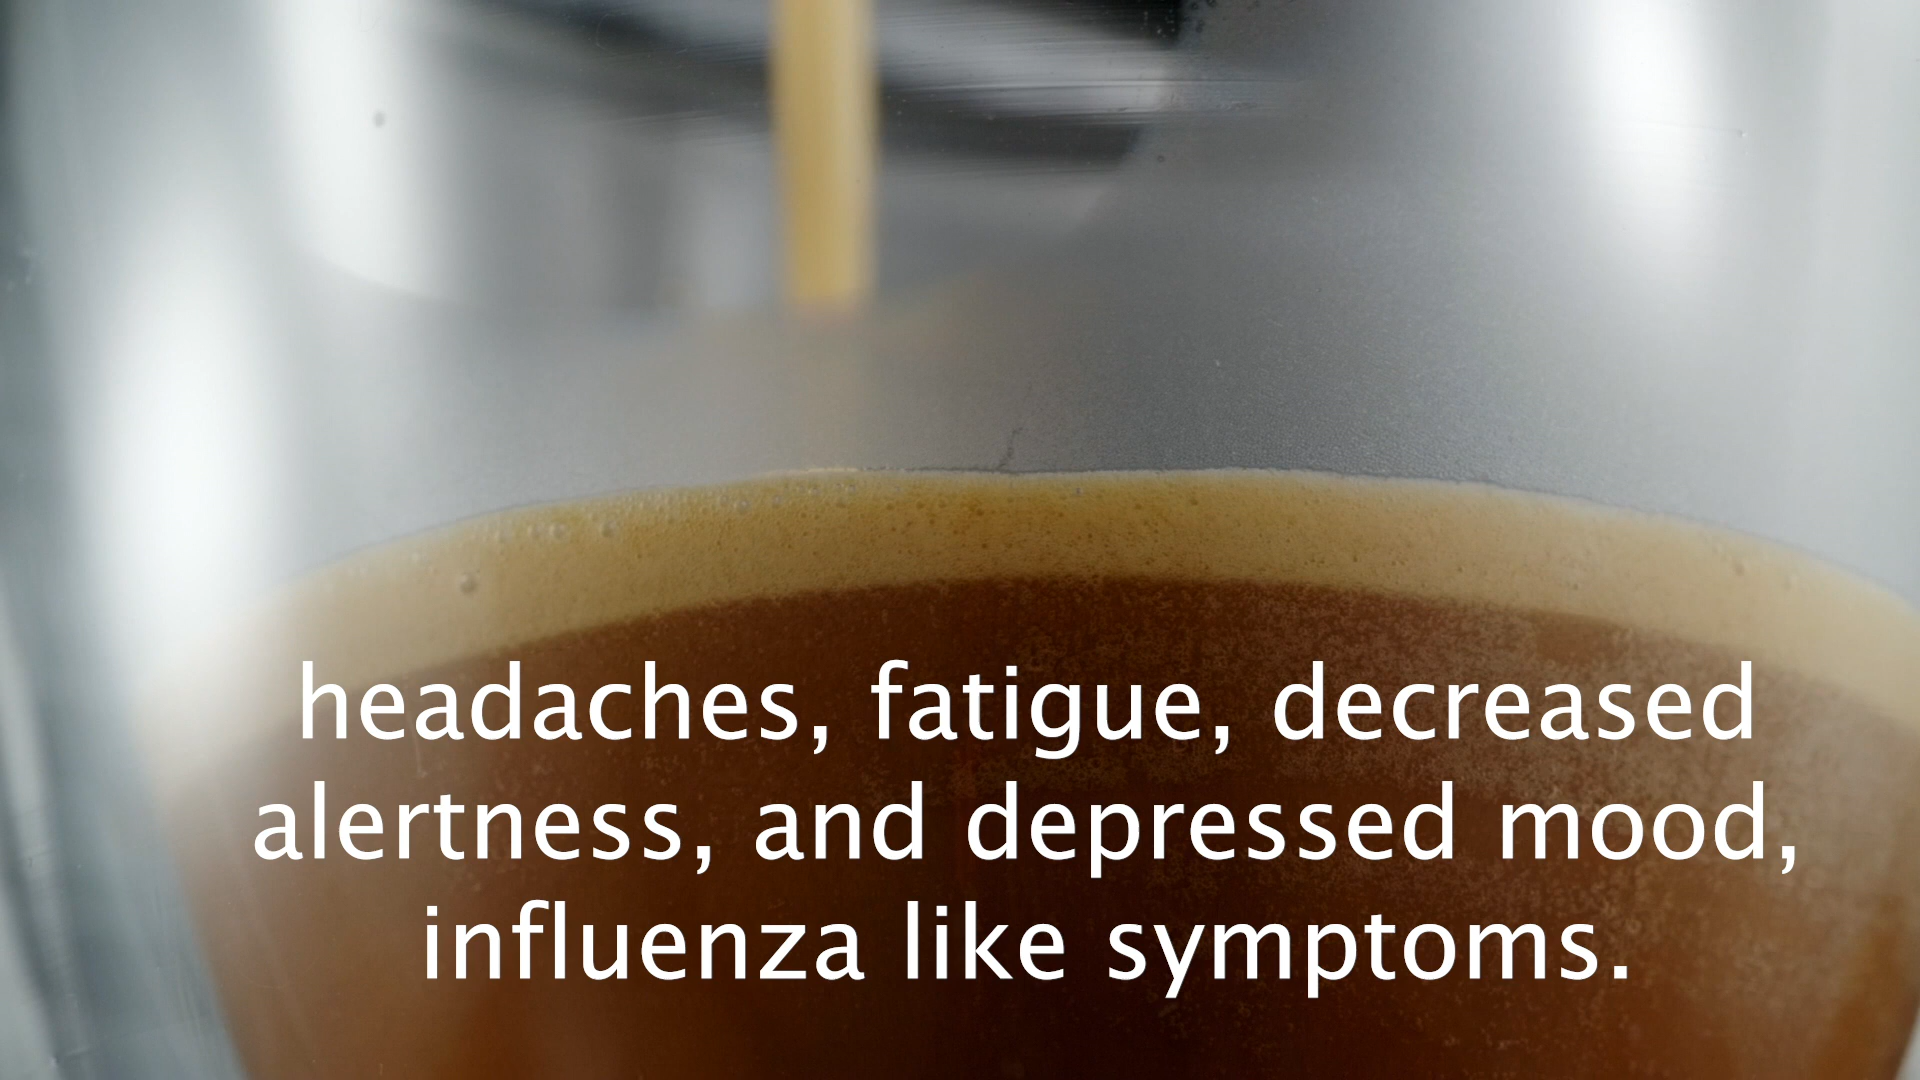 headaches, fatigue, decreased
alertness, and depressed mood,
influenza like symptoms.